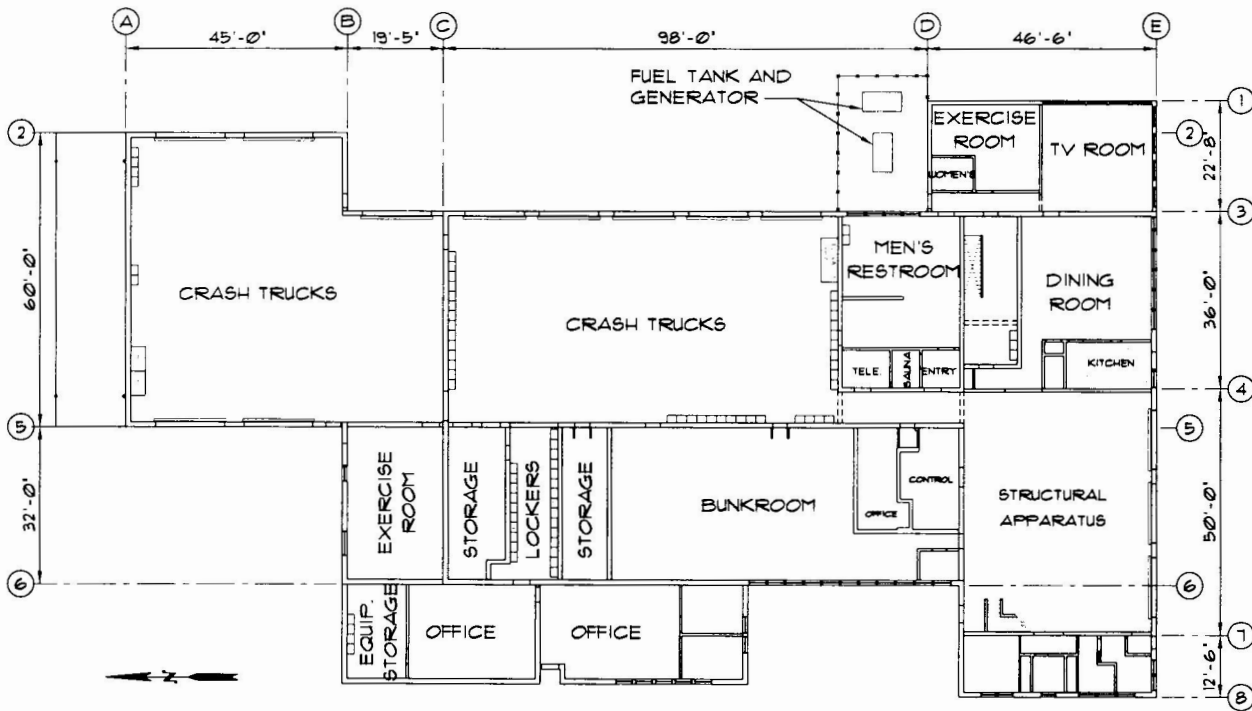 A
B
C
D
E
45'-0"
19'-5"
98'-0"
46'-6"
FUEL TANK AND
GENERATOR
1
2
2
EXERCISE
ROOM
TV ROOM
WOMEN'S
22'-8"
3
60'-0"
CRASH TRUCKS
CRASH TRUCKS
MEN'S
RESTROOM
DINING
ROOM
36'-0"
TELE.
SAUNA
ENTRY
KITCHEN
4
5
5
32'-0"
EXERCISE
ROOM
STORAGE
LOCKERS
STORAGE
BUNKROOM
OFFICE
CONTROL
STRUCTURAL
APPARATUS
50'-0"
6
6
EQUIP.
STORAGE
OFFICE
OFFICE
7
12'-6"
8
N